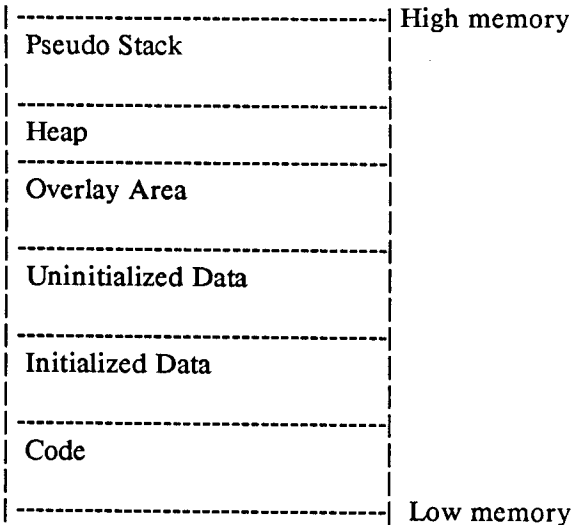 High memory
Pseudo Stack
Heap
Overlay Area
Uninitialized Data
Initialized Data
Code
Low memory